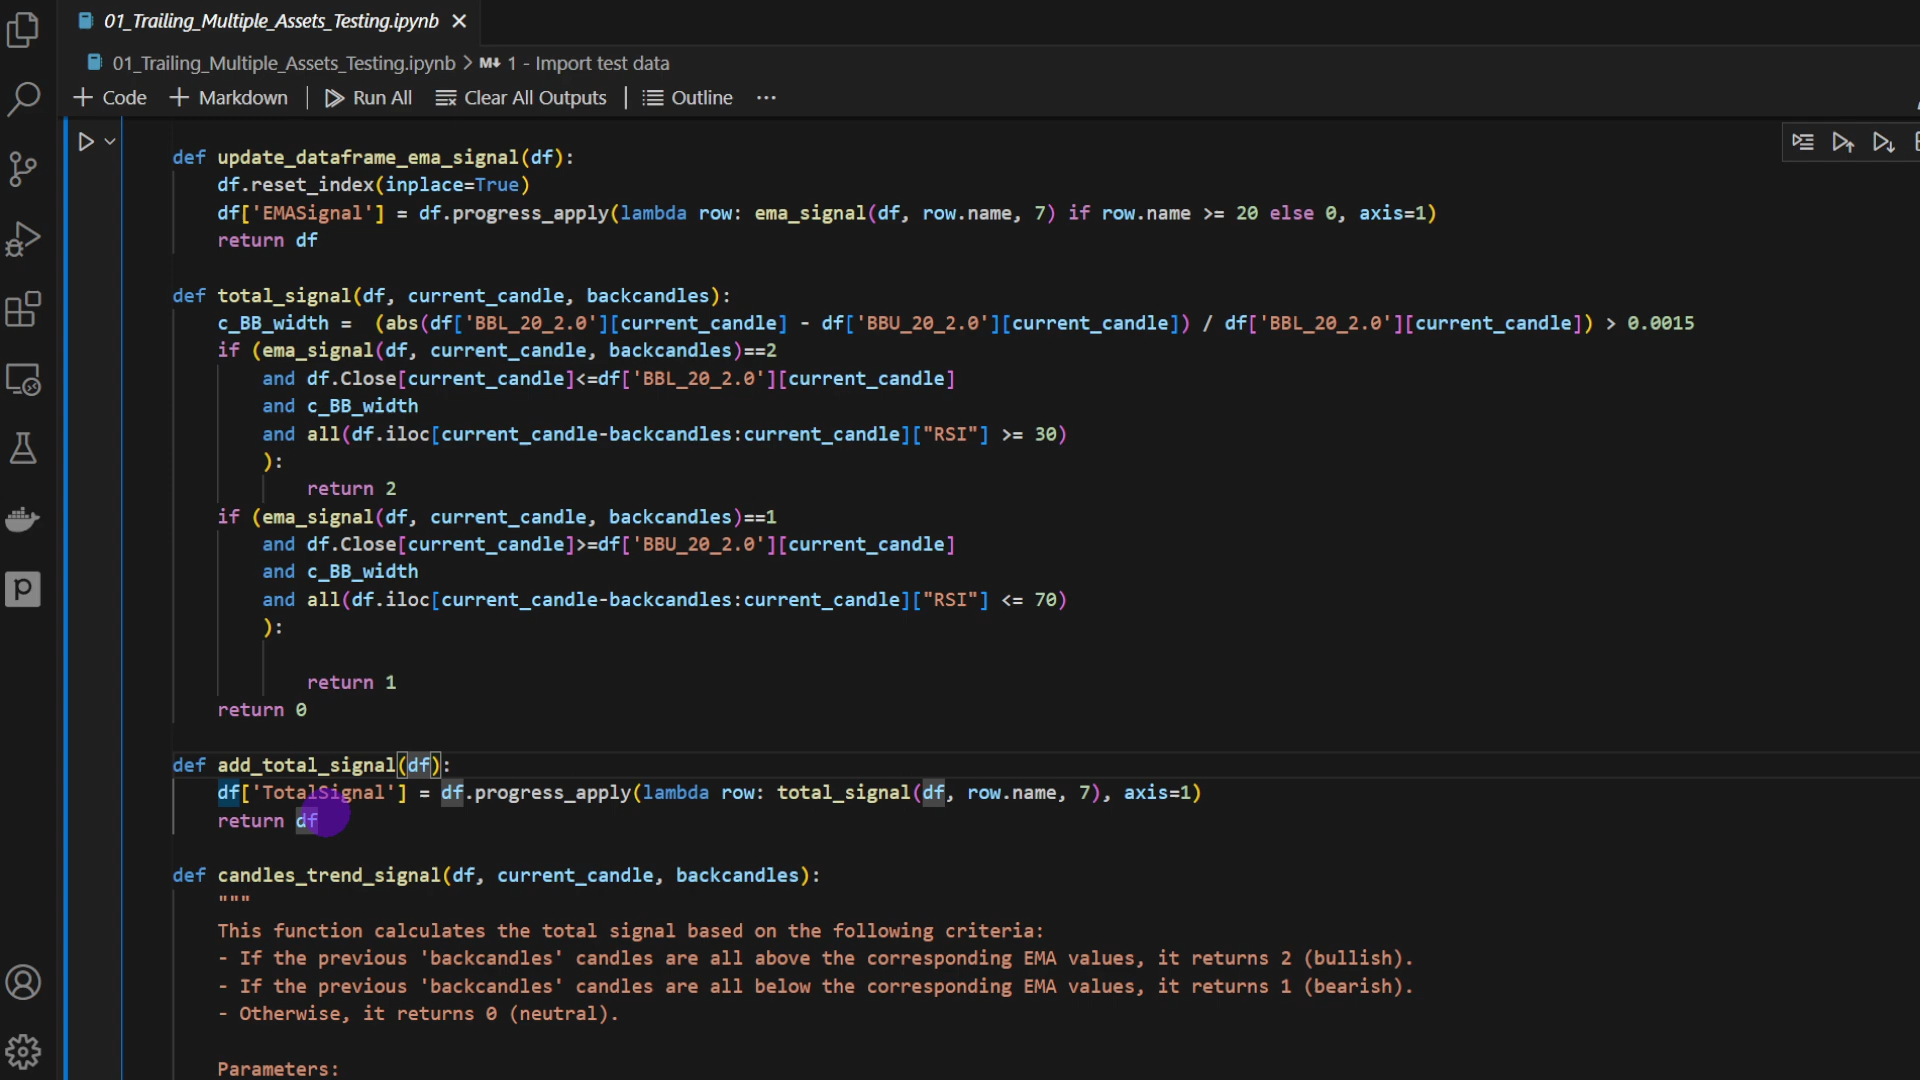 01_Trailing_Multiple_Assets_Testing.ipynb
01_Trailing_Multiple_Assets_Testing.ipynb > M↓ 1 - Import test data
+ Code + Markdown | Run All Clear All Outputs | Outline ...
def update_dataframe_ema_signal(df):
    df.reset_index(inplace=True)
    df['EMASignal'] = df.progress_apply(lambda row: ema_signal(df, row.name, 7) if row.name >= 20 else 0, axis=1)
    return df
def total_signal(df, current_candle, backcandles):
    c_BB_width =  (abs(df['BBL_20_2.0'][current_candle] - df['BBU_20_2.0'][current_candle]) / df['BBL_20_2.0'][current_candle]) > 0.0015
    if (ema_signal(df, current_candle, backcandles)==2
        and df.Close[current_candle]<=df['BBL_20_2.0'][current_candle]
        and c_BB_width
        and all(df.iloc[current_candle-backcandles:current_candle]["RSI"] >= 30)
        ):
            return 2
    if (ema_signal(df, current_candle, backcandles)==1
        and df.Close[current_candle]>=df['BBU_20_2.0'][current_candle]
        and c_BB_width
        and all(df.iloc[current_candle-backcandles:current_candle]["RSI"] <= 70)
        ):
            return 1
    return 0
def add_total_signal(df):
    df['TotalSignal'] = df.progress_apply(lambda row: total_signal(df, row.name, 7), axis=1)
    return df
def candles_trend_signal(df, current_candle, backcandles):
    """
    This function calculates the total signal based on the following criteria:
    - If the previous 'backcandles' candles are all above the corresponding EMA values, it returns 2 (bullish).
    - If the previous 'backcandles' candles are all below the corresponding EMA values, it returns 1 (bearish).
    - Otherwise, it returns 0 (neutral).
    Parameters: